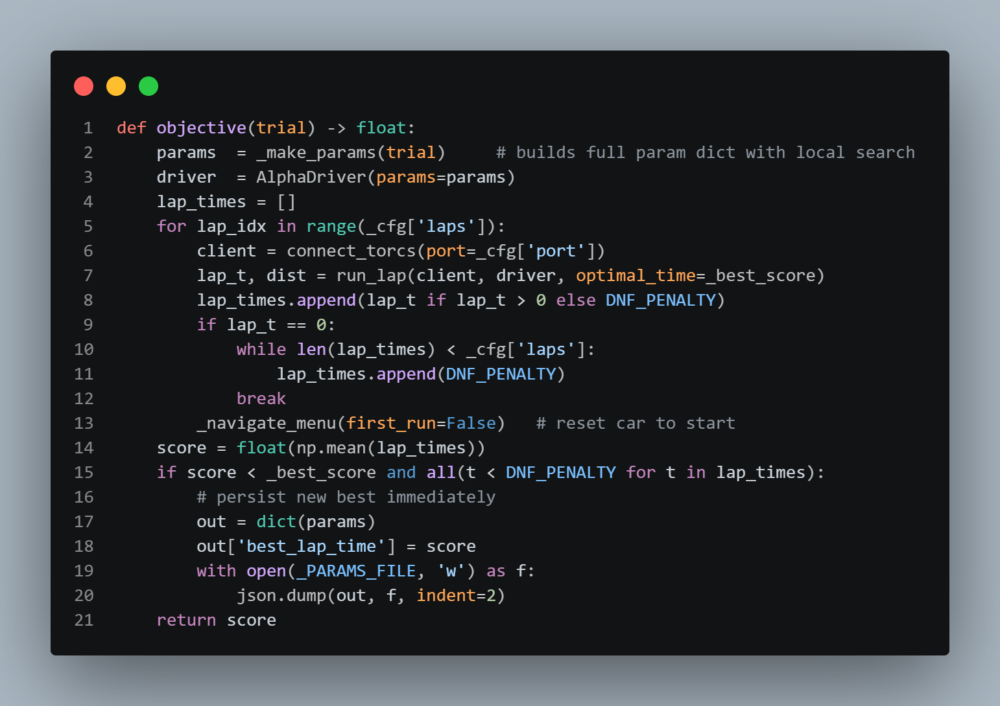 1 def objective(trial) -> float:
2     params  = _make_params(trial)     # builds full param dict with local search
3     driver  = AlphaDriver(params=params)
4     lap_times = []
5     for lap_idx in range(_cfg['laps']):
6         client = connect_torcs(port=_cfg['port'])
7         lap_t, dist = run_lap(client, driver, optimal_time=_best_score)
8         lap_times.append(lap_t if lap_t > 0 else DNF_PENALTY)
9         if lap_t == 0:
10             while len(lap_times) < _cfg['laps']:
11                 lap_times.append(DNF_PENALTY)
12             break
13         _navigate_menu(first_run=False)   # reset car to start
14     score = float(np.mean(lap_times))
15     if score < _best_score and all(t < DNF_PENALTY for t in lap_times):
16         # persist new best immediately
17         out = dict(params)
18         out['best_lap_time'] = score
19         with open(_PARAMS_FILE, 'w') as f:
20             json.dump(out, f, indent=2)
21     return score